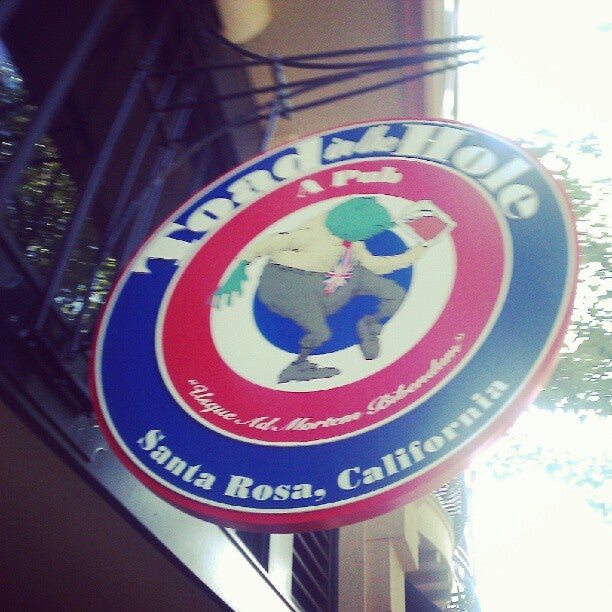 Toad in the Hole
A Pub
"Usque Ad Mortem Bibendum"
Santa Rosa, California